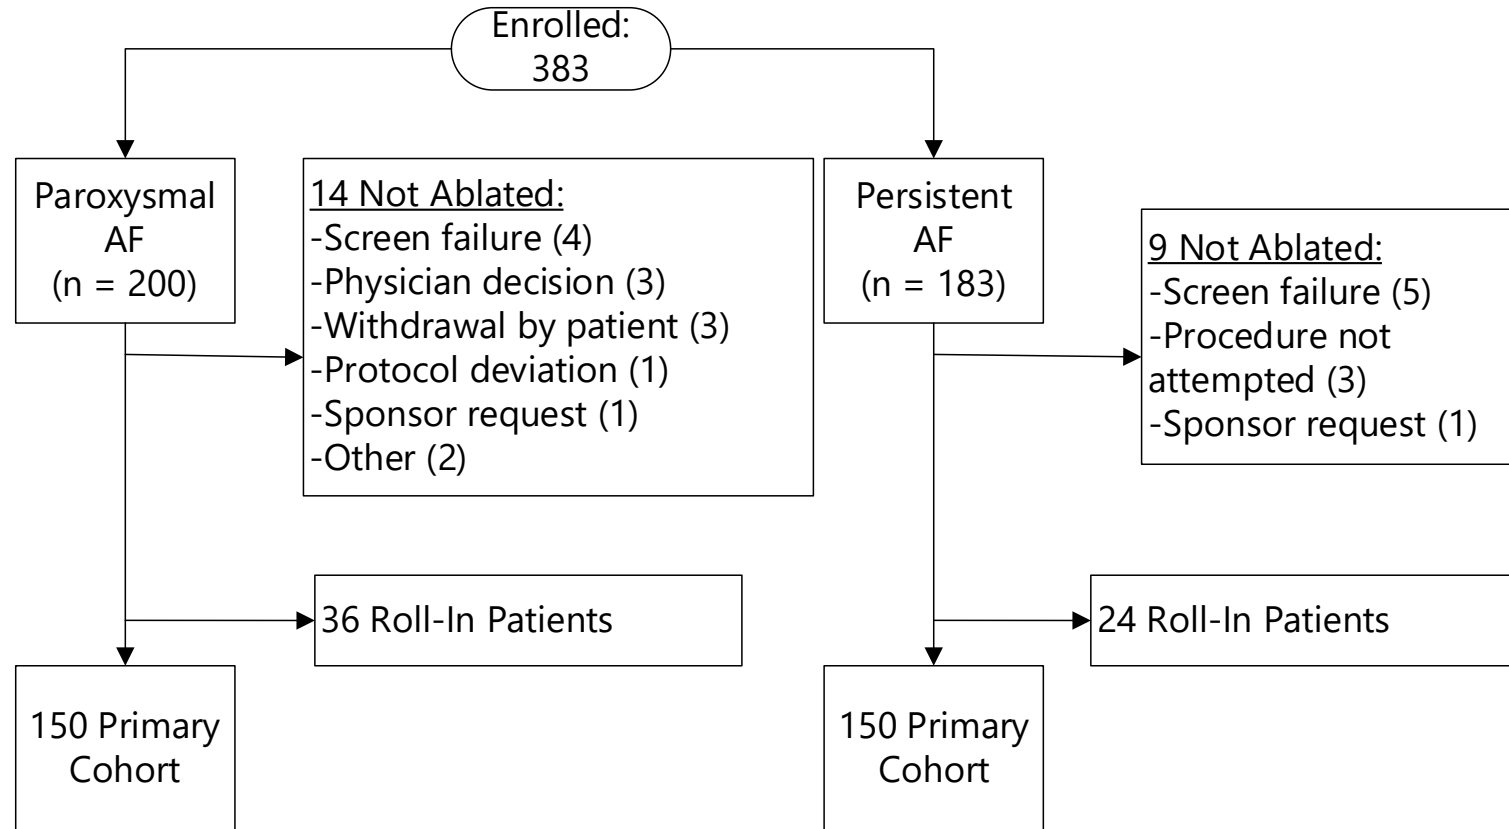 Enrolled:
383
Paroxysmal
AF
(n = 200)
14 Not Ablated:
-Screen failure (4)
-Physician decision (3)
-Withdrawal by patient (3)
-Protocol deviation (1)
-Sponsor request (1)
-Other (2)
Persistent
AF
(n = 183)
9 Not Ablated:
-Screen failure (5)
-Procedure not
attempted (3)
-Sponsor request (1)
36 Roll-In Patients
24 Roll-In Patients
150 Primary
Cohort
150 Primary
Cohort